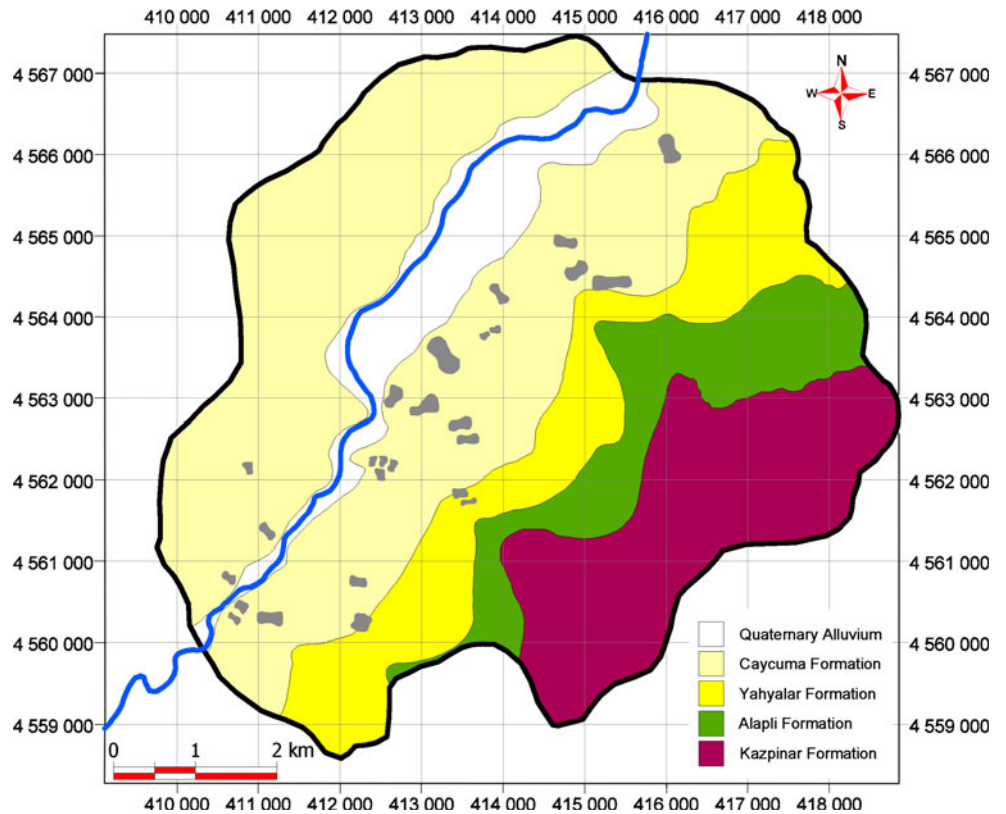 410 000 411 000 412 000 413 000 414 000 415 000 416 000 417 000 418 000
4 567 000 4 567 000
N
W E
S
4 566 000 4 566 000
4 565 000 4 565 000
4 564 000 4 564 000
4 563 000 4 563 000
4 562 000 4 562 000
4 561 000 4 561 000
4 560 000 4 560 000
4 559 000 4 559 000
Quaternary Alluvium
Caycuma Formation
Yahyalar Formation
Alapli Formation
Kazpinar Formation
0 1 2 km
410 000 411 000 412 000 413 000 414 000 415 000 416 000 417 000 418 000